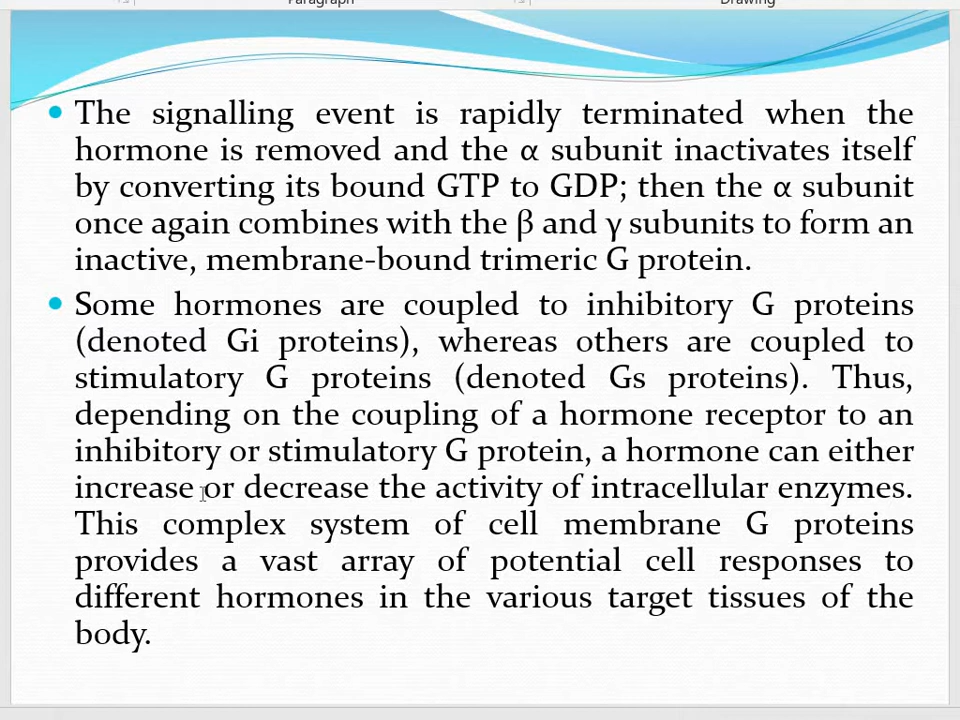 Paragraph
Drawing
The signalling event is rapidly terminated when the
hormone is removed and the α subunit inactivates itself
by converting its bound GTP to GDP; then the α subunit
once again combines with the β and γ subunits to form an
inactive, membrane-bound trimeric G protein.
Some hormones are coupled to inhibitory G proteins
(denoted Gi proteins), whereas others are coupled to
stimulatory G proteins (denoted Gs proteins). Thus,
depending on the coupling of a hormone receptor to an
inhibitory or stimulatory G protein, a hormone can either
increase or decrease the activity of intracellular enzymes.
This complex system of cell membrane G proteins
provides a vast array of potential cell responses to
different hormones in the various target tissues of the
body.